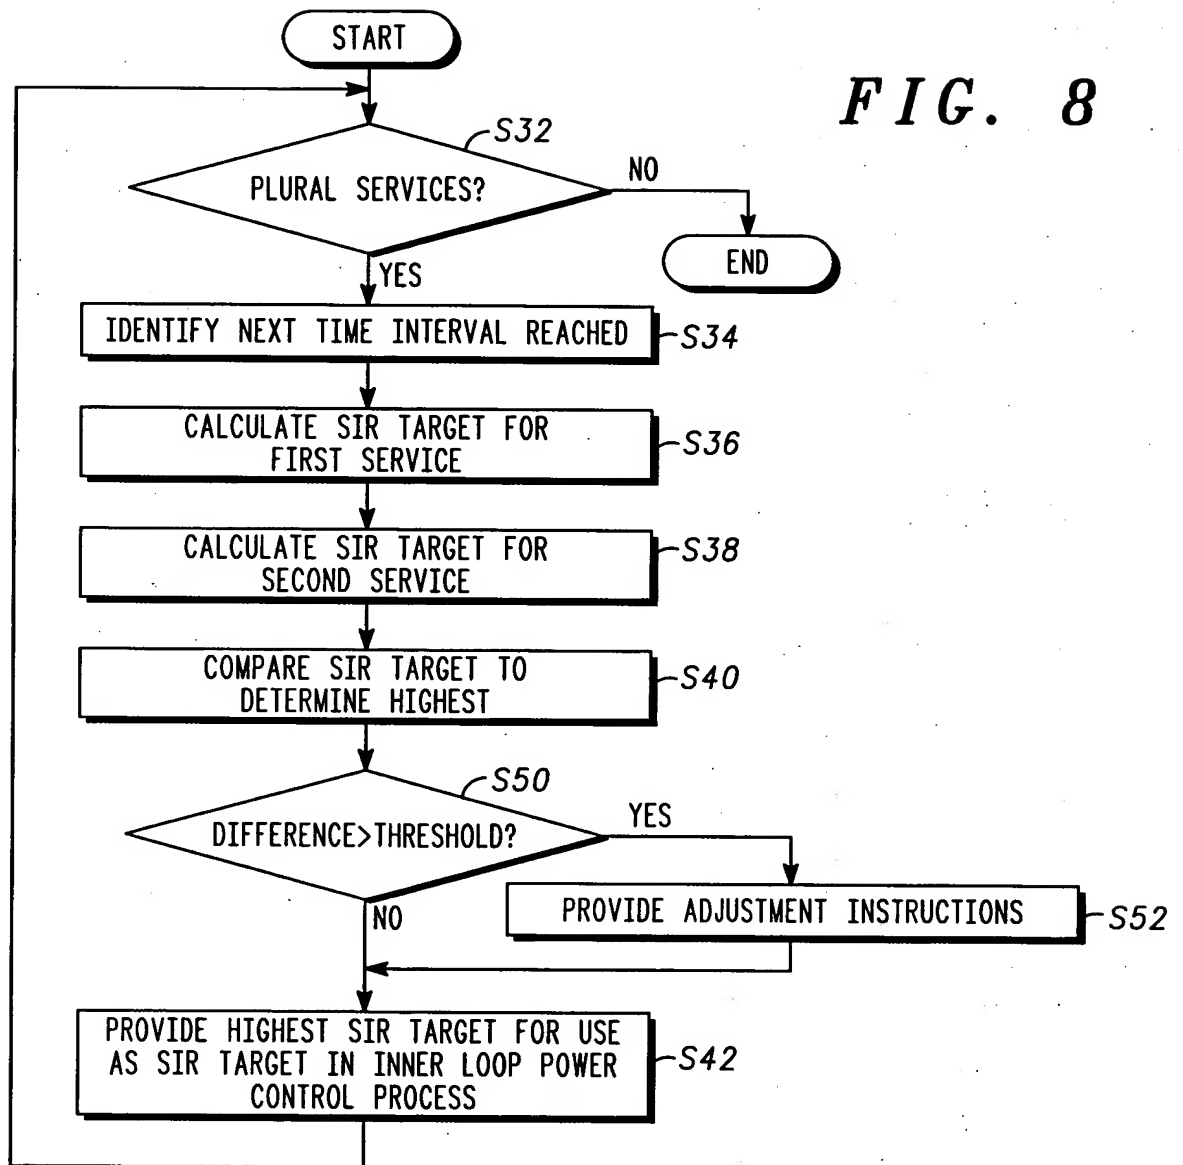 START
FIG. 8
S32
PLURAL SERVICES?
NO
END
YES
IDENTIFY NEXT TIME INTERVAL REACHED
S34
CALCULATE SIR TARGET FOR
FIRST SERVICE
S36
CALCULATE SIR TARGET FOR
SECOND SERVICE
S38
COMPARE SIR TARGET TO
DETERMINE HIGHEST
S40
S50
DIFFERENCE>THRESHOLD?
YES
NO
PROVIDE ADJUSTMENT INSTRUCTIONS
S52
PROVIDE HIGHEST SIR TARGET FOR USE
AS SIR TARGET IN INNER LOOP POWER
CONTROL PROCESS
S42